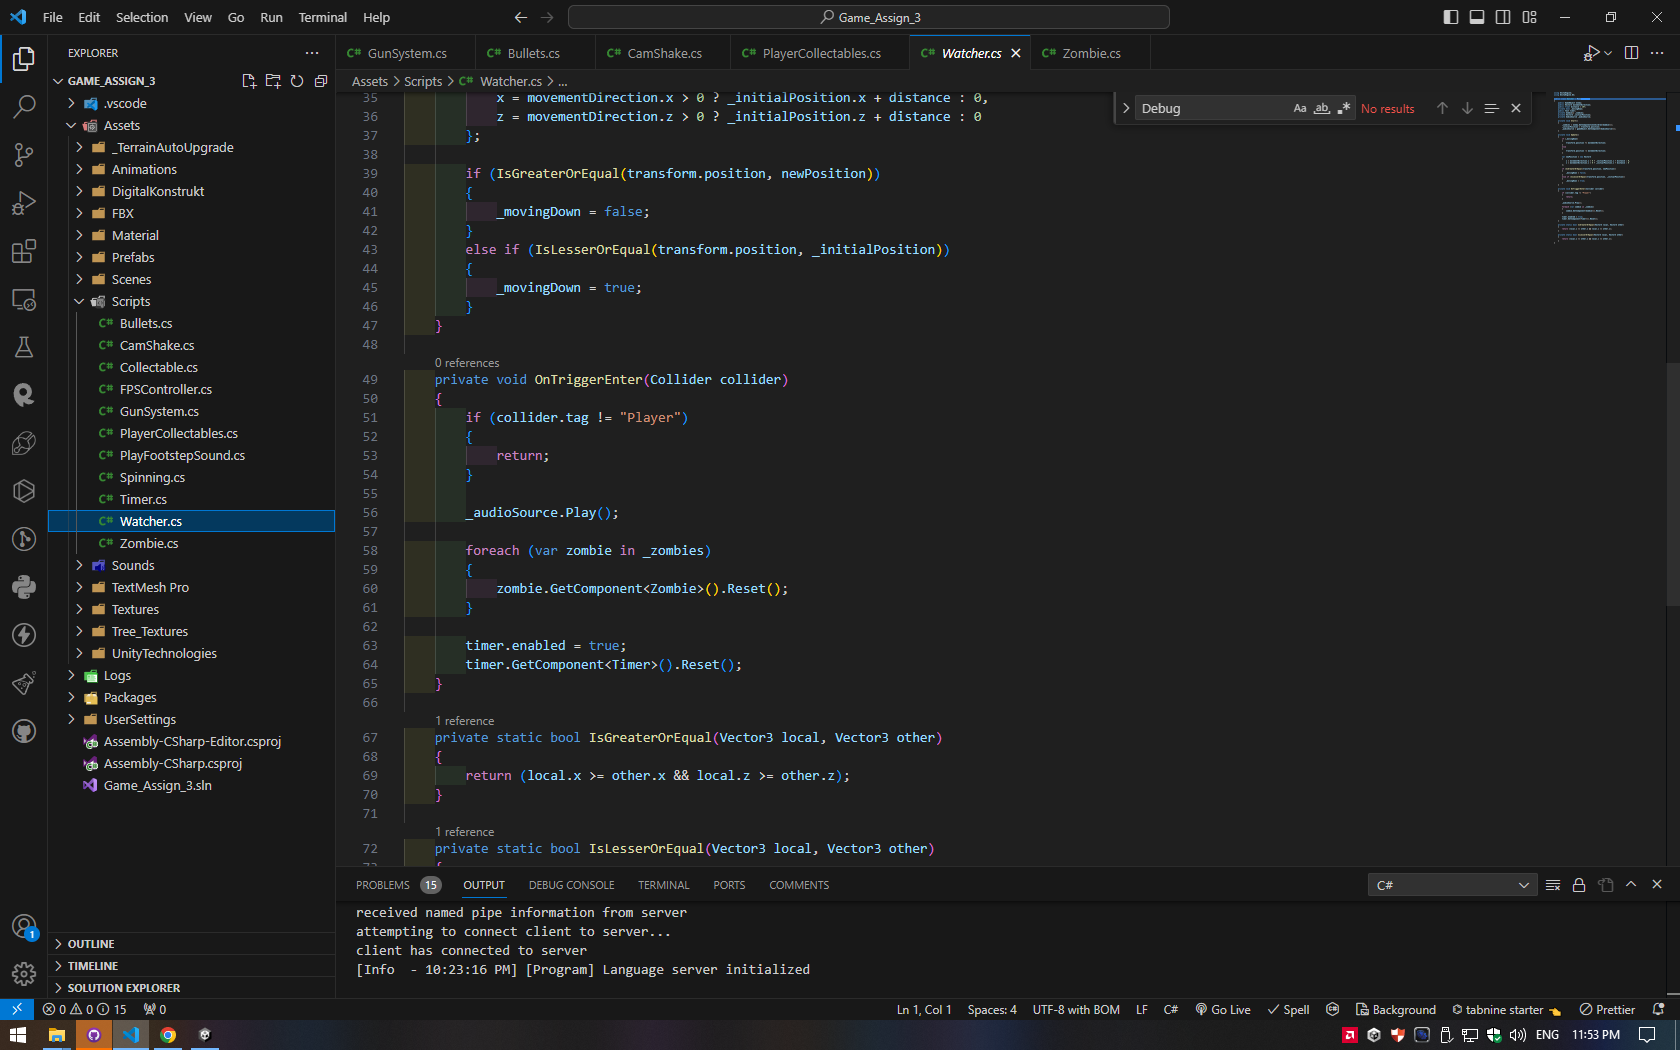 File Edit Selection View Go Run Terminal Help
Game_Assign_3
EXPLORER
GAME_ASSIGN_3
.vscode
Assets
_TerrainAutoUpgrade
Animations
DigitalKonstrukt
FBX
Material
Prefabs
Scenes
Scripts
C# Bullets.cs
C# CamShake.cs
C# Collectable.cs
C# FPSController.cs
C# GunSystem.cs
C# PlayerCollectables.cs
C# PlayFootstepSound.cs
C# Spinning.cs
C# Timer.cs
C# Watcher.cs
C# Zombie.cs
Sounds
TextMesh Pro
Textures
Tree_Textures
UnityTechnologies
Logs
Packages
UserSettings
Assembly-CSharp-Editor.csproj
Assembly-CSharp.csproj
Game_Assign_3.sln
OUTLINE
TIMELINE
SOLUTION EXPLORER
C# GunSystem.cs C# Bullets.cs C# CamShake.cs C# PlayerCollectables.cs C# Watcher.cs C# Zombie.cs
Assets > Scripts > C# Watcher.cs > ...
Debug Aa ab .* No results
35 x = movementDirection.x > 0 ? _initialPosition.x + distance : 0,
36 z = movementDirection.z > 0 ? _initialPosition.z + distance : 0
37 };
38
39 if (IsGreaterOrEqual(transform.position, newPosition))
40 {
41 _movingDown = false;
42 }
43 else if (IsLesserOrEqual(transform.position, _initialPosition))
44 {
45 _movingDown = true;
46 }
47 }
48
0 references
49 private void OnTriggerEnter(Collider collider)
50 {
51 if (collider.tag != "Player")
52 {
53 return;
54 }
55
56 _audioSource.Play();
57
58 foreach (var zombie in _zombies)
59 {
60 zombie.GetComponent<Zombie>().Reset();
61 }
62
63 timer.enabled = true;
64 timer.GetComponent<Timer>().Reset();
65 }
66
1 reference
67 private static bool IsGreaterOrEqual(Vector3 local, Vector3 other)
68 {
69 return (local.x >= other.x && local.z >= other.z);
70 }
71
1 reference
72 private static bool IsLesserOrEqual(Vector3 local, Vector3 other)
73 {
PROBLEMS 15 OUTPUT DEBUG CONSOLE TERMINAL PORTS COMMENTS C#
received named pipe information from server
attempting to connect client to server...
client has connected to server
[Info  - 10:23:16 PM] [Program] Language server initialized
1
0 0 15 0 Ln 1, Col 1 Spaces: 4 UTF-8 with BOM LF C# Go Live Spell Background tabnine starter Prettier
ENG 11:53 PM